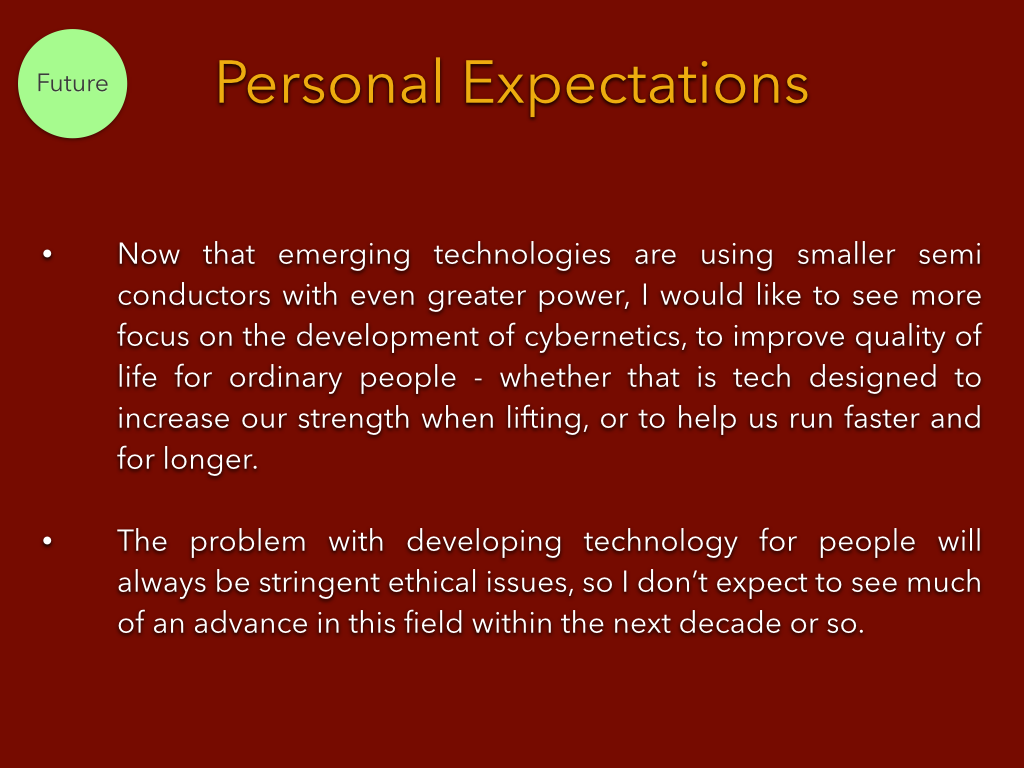 Future
Personal Expectations
• Now that emerging technologies are using smaller semi
conductors with even greater power, I would like to see more
focus on the development of cybernetics, to improve quality of
life for ordinary people - whether that is tech designed to
increase our strength when lifting, or to help us run faster and
for longer.
• The problem with developing technology for people will
always be stringent ethical issues, so I don’t expect to see much
of an advance in this field within the next decade or so.